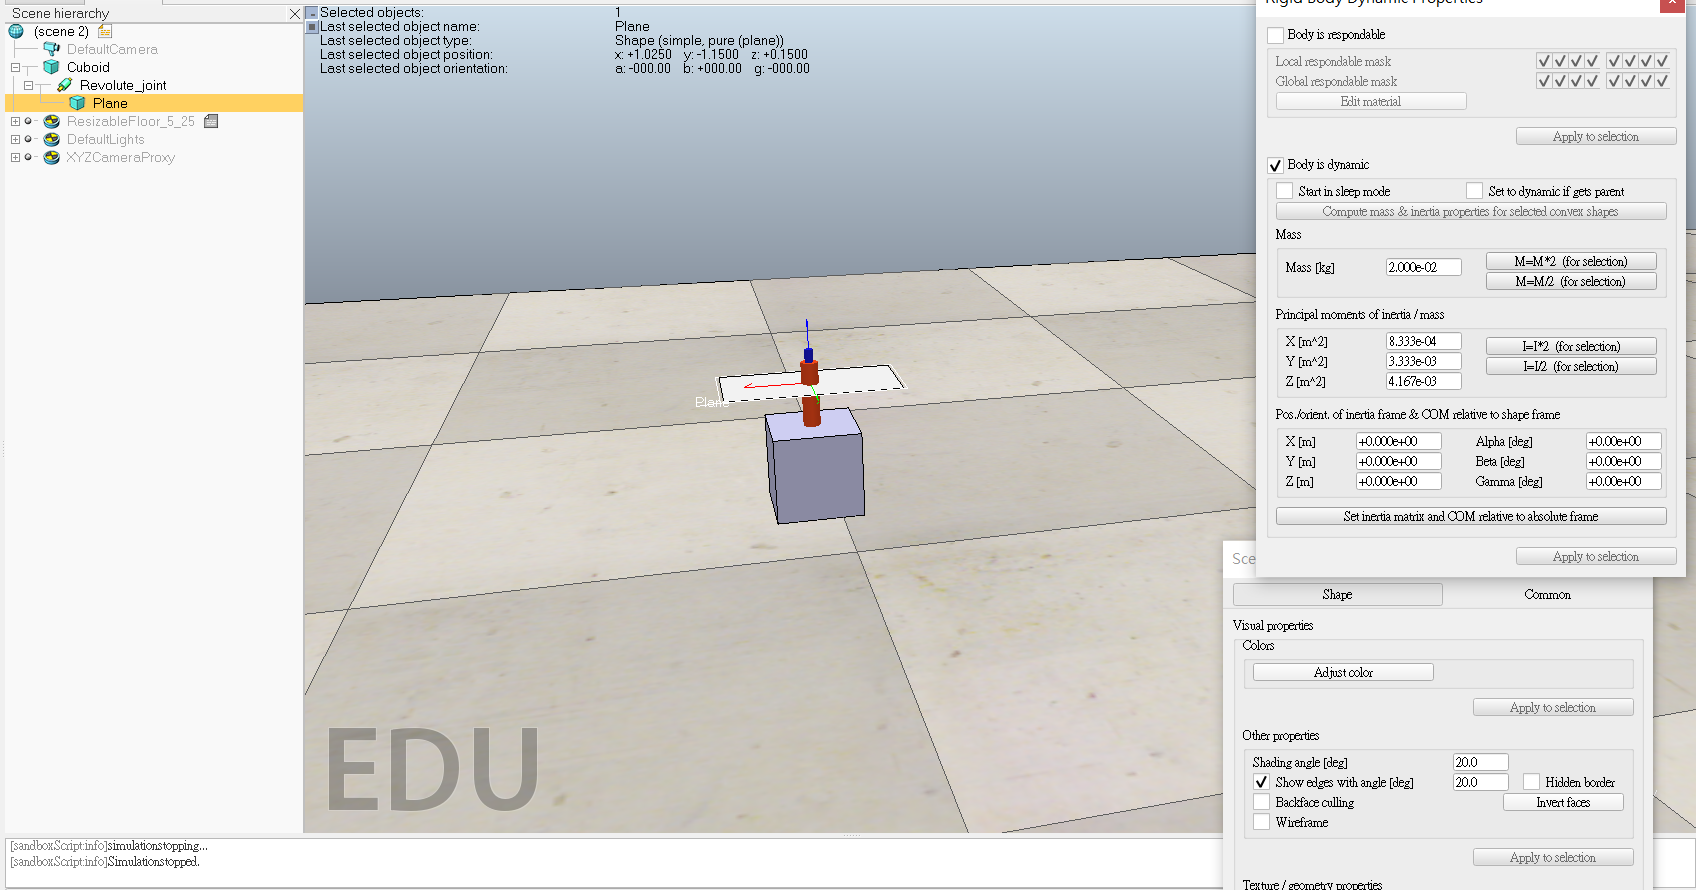 Scene hierarchy
(scene 2)
DefaultCamera
Cuboid
Revolute_joint
Plane
ResizableFloor_5_25
DefaultLights
XYZCameraProxy
Selected objects: 1
Last selected object name: Plane
Last selected object type: Shape (simple, pure (plane))
Last selected object position: x: +1.0250 y: -1.1500 z: +0.1500
Last selected object orientation: a: -000.00 b: +000.00 g: -000.00
Plane
EDU
[sandboxScript:info]simulationstopping...
[sandboxScript:info]Simulationstopped.
Rigid Body Dynamic Properties
Body is respondable
Local respondable mask
Global respondable mask
Edit material
Apply to selection
Body is dynamic
Start in sleep mode Set to dynamic if gets parent
Compute mass & inertia properties for selected convex shapes
Mass
Mass [kg] 2.000e-02 M=M*2 (for selection)
M=M/2 (for selection)
Principal moments of inertia / mass
X [m^2] 8.333e-04 I=I*2 (for selection)
Y [m^2] 3.333e-03 I=I/2 (for selection)
Z [m^2] 4.167e-03
Pos./orient. of inertia frame & COM relative to shape frame
X [m] +0.000e+00 Alpha [deg] +0.00e+00
Y [m] +0.000e+00 Beta [deg] +0.00e+00
Z [m] +0.000e+00 Gamma [deg] +0.00e+00
Set inertia matrix and COM relative to absolute frame
Apply to selection
Sce
Shape Common
Visual properties
Colors
Adjust color
Apply to selection
Other properties
Shading angle [deg] 20.0
Show edges with angle [deg] 20.0 Hidden border
Backface culling Invert faces
Wireframe
Apply to selection
Texture / geometry properties